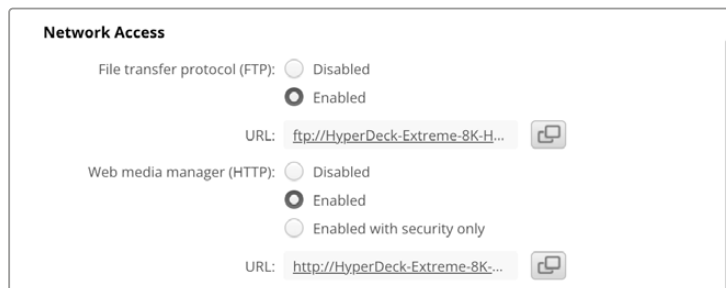 Network Access
File transfer protocol (FTP): Disabled
Enabled
URL: ftp://HyperDeck-Extreme-8K-H...
Web media manager (HTTP): Disabled
Enabled
Enabled with security only
URL: http://HyperDeck-Extreme-8K-...